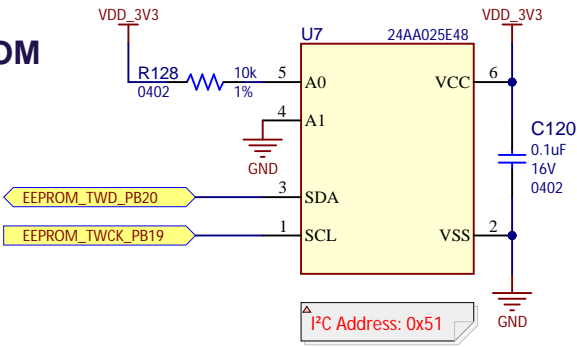 OM
VDD_3V3
VDD_3V3
U7
24AA025E48
R128
0402
10k
1%
5
A0
4
A1
GND
VCC
6
C120
0.1uF
16V
0402
EEPROM_TWD_PB20
3
SDA
EEPROM_TWCK_PB19
1
SCL
VSS
2
GND
I²C Address: 0x51